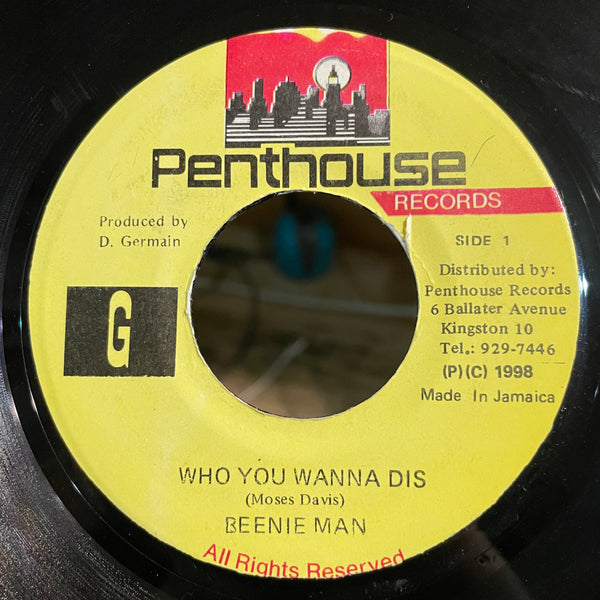 Penthouse
RECORDS
Produced by
D. Germain
SIDE 1
Distributed by:
Penthouse Records
6 Ballater Avenue
Kingston 10
Tel.: 929-7446
(P)(C) 1998
Made In Jamaica
G
WHO YOU WANNA DIS
(Moses Davis)
BEENIE MAN
All Rights Reserved